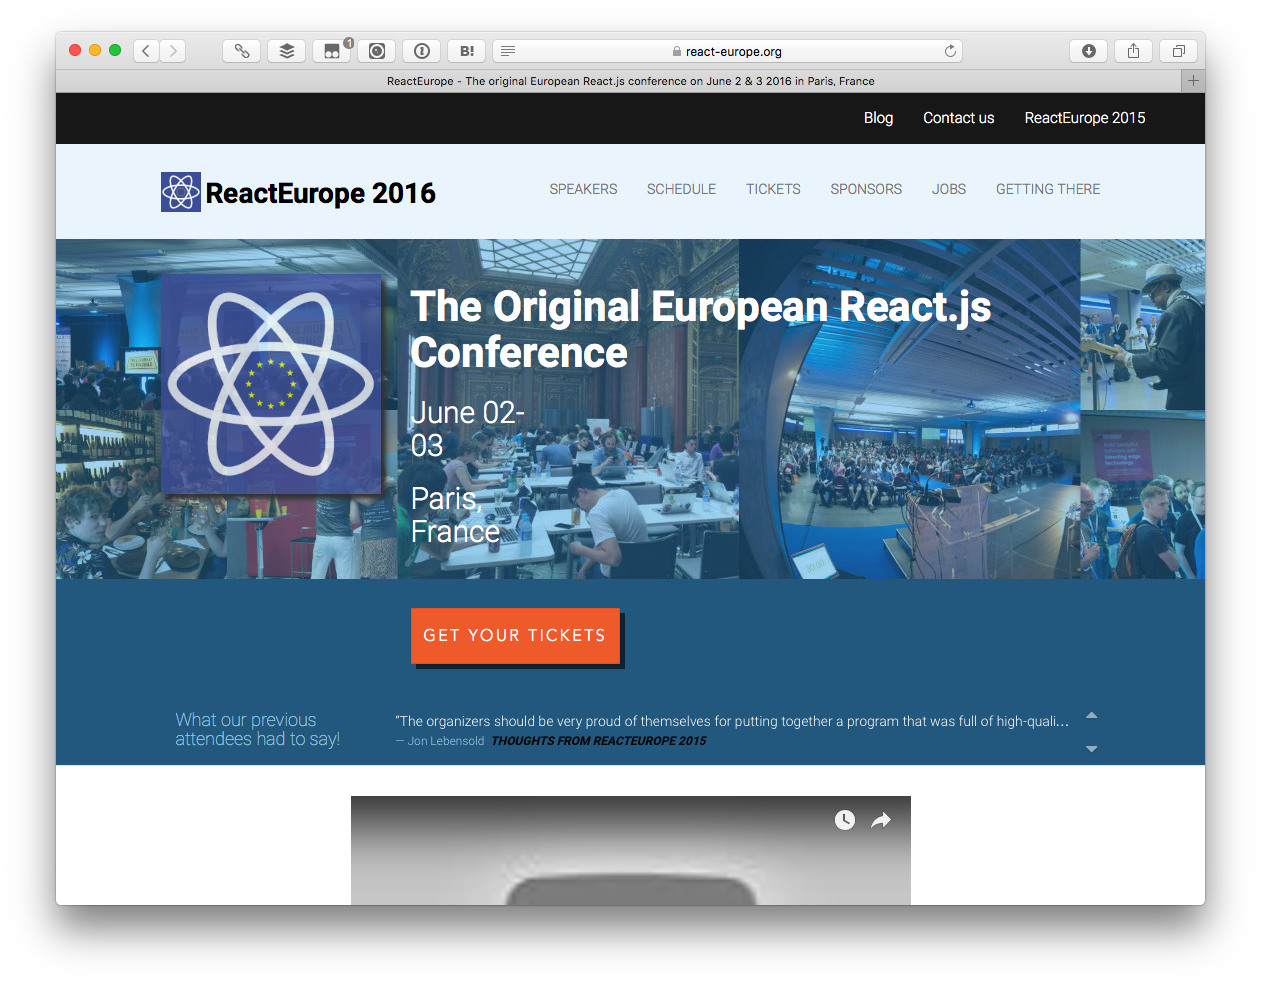 1
B!
react-europe.org
ReactEurope - The original European React.js conference on June 2 & 3 2016 in Paris, France
Blog Contact us ReactEurope 2015
ReactEurope 2016
SPEAKERS SCHEDULE TICKETS SPONSORS JOBS GETTING THERE
The Original European React.js
Conference
June 02-
03
Paris,
France
GET YOUR TICKETS
What our previous
attendees had to say!
“The organizers should be very proud of themselves for putting together a program that was full of high-quali…
— Jon Lebensold THOUGHTS FROM REACTEUROPE 2015